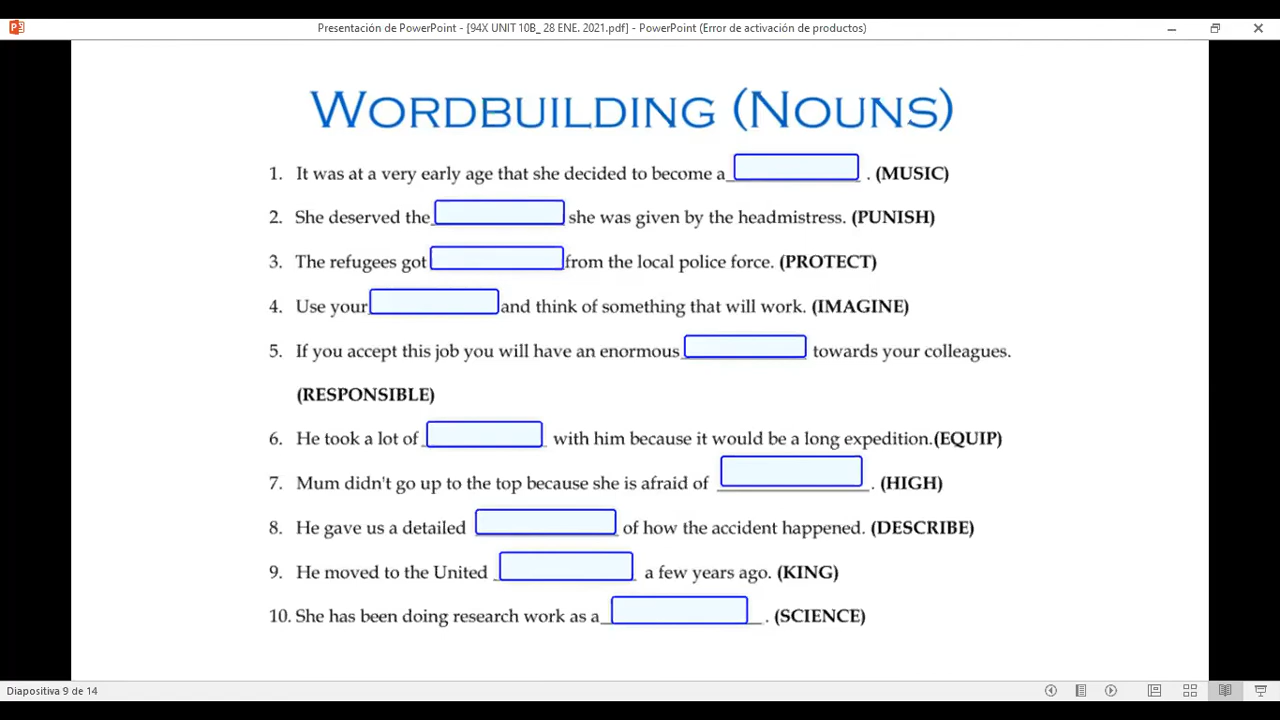 Presentación de PowerPoint - [94X UNIT 10B_ 28 ENE. 2021.pdf] - PowerPoint (Error de activación de productos)
WORDBUILDING (NOUNS)
1. It was at a very early age that she decided to become a . (MUSIC)
2. She deserved the she was given by the headmistress. (PUNISH)
3. The refugees got from the local police force. (PROTECT)
4. Use your and think of something that will work. (IMAGINE)
5. If you accept this job you will have an enormous towards your colleagues.
(RESPONSIBLE)
6. He took a lot of with him because it would be a long expedition.(EQUIP)
7. Mum didn't go up to the top because she is afraid of . (HIGH)
8. He gave us a detailed of how the accident happened. (DESCRIBE)
9. He moved to the United a few years ago. (KING)
10. She has been doing research work as a . (SCIENCE)
Diapositiva 9 de 14